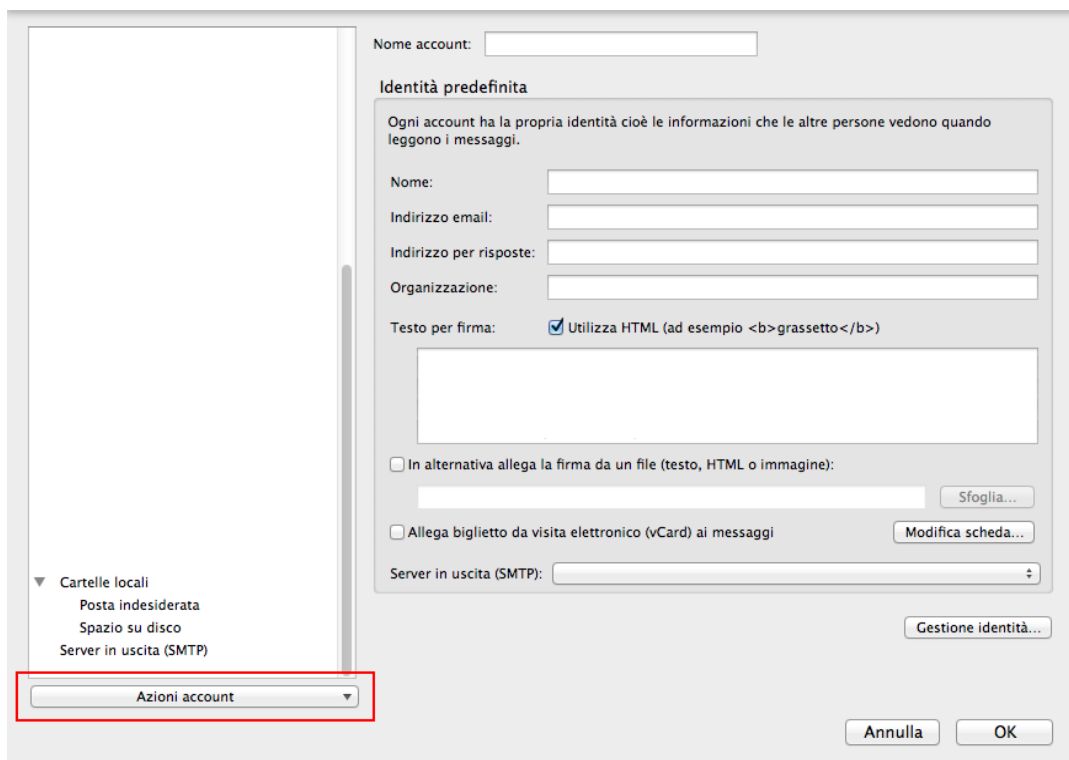 Nome account:
Identità predefinita
Ogni account ha la propria identità cioè le informazioni che le altre persone vedono quando
leggono i messaggi.
Nome:
Indirizzo email:
Indirizzo per risposte:
Organizzazione:
Testo per firma: Utilizza HTML (ad esempio <b>grassetto</b>)
In alternativa allega la firma da un file (testo, HTML o immagine):
Sfoglia...
Allega biglietto da visita elettronico (vCard) ai messaggi Modifica scheda...
Server in uscita (SMTP):
Gestione identità...
Cartelle locali
Posta indesiderata
Spazio su disco
Server in uscita (SMTP)
Azioni account
Annulla OK